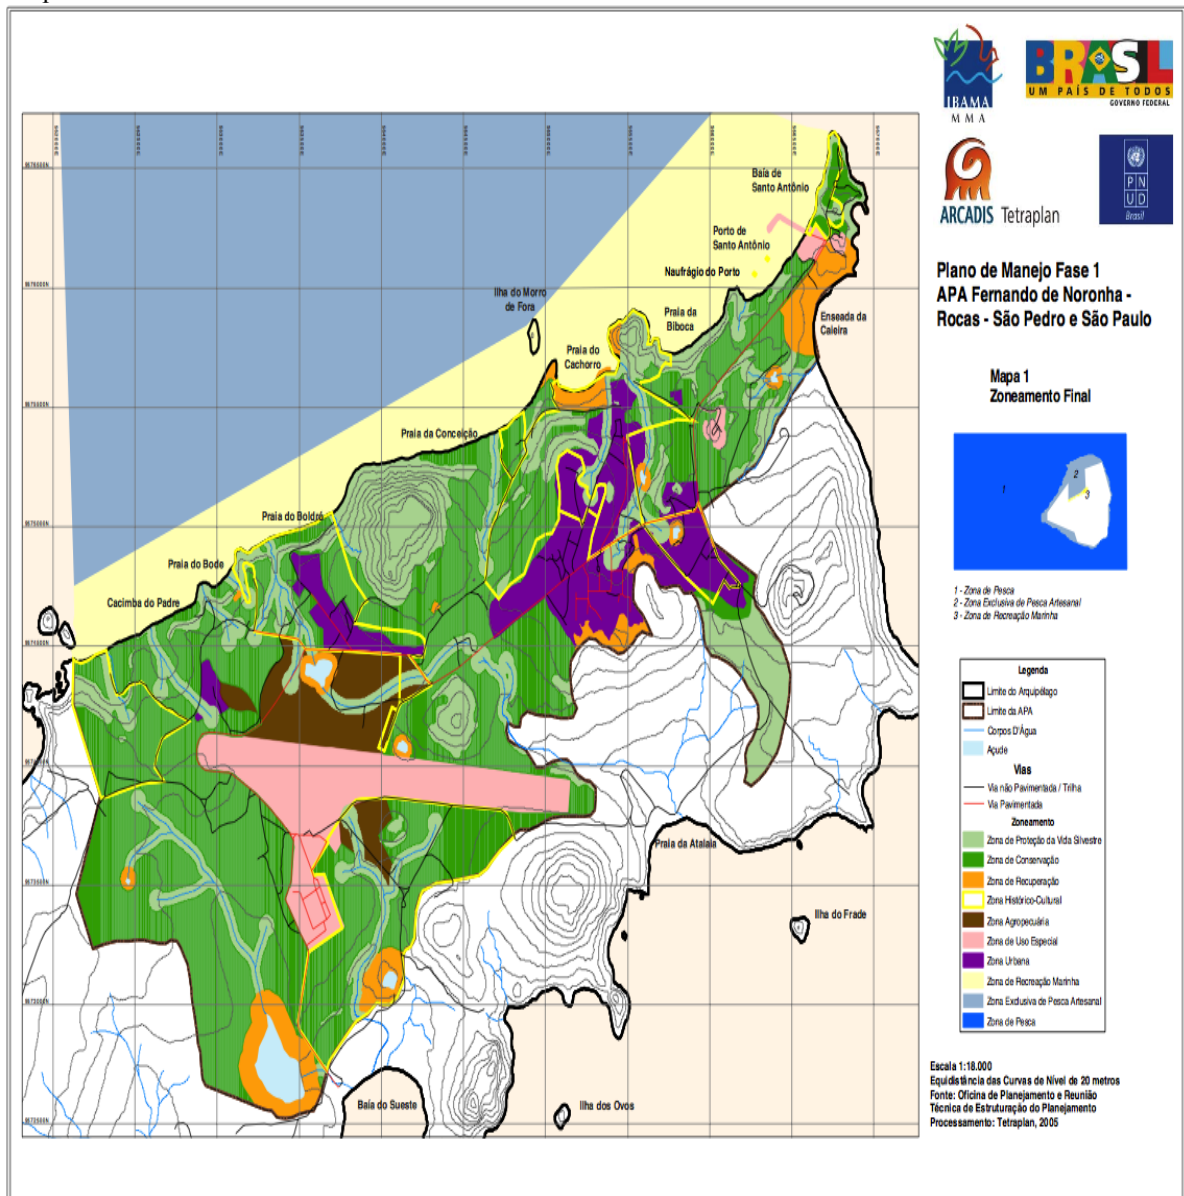 IBAMA
MMA
BRASIL
UM PAÍS DE TODOS
GOVERNO FEDERAL
ARCADIS Tetraplan
PN
UD
Brasil
Plano de Manejo Fase 1
APA Fernando de Noronha -
Rocas - São Pedro e São Paulo
Mapa 1
Zoneamento Final
1
2
3
1 - Zona de Pesca
2 - Zona Exclusiva de Pesca Artesanal
3 - Zona de Recreação Marinha
Legenda
Limite do Arquipélago
Limite da APA
Corpos D'Água
Açude
Vias
Via não Pavimentada / Trilha
Via Pavimentada
Zoneamento
Zona de Proteção da Vida Silvestre
Zona de Conservação
Zona de Recuperação
Zona Histórico-Cultural
Zona Agropecuária
Zona de Uso Especial
Zona Urbana
Zona de Recreação Marinha
Zona Exclusiva de Pesca Artesanal
Zona de Pesca
Escala 1:18.000
Equidistância das Curvas de Nível de 20 metros
Fonte: Oficina de Planejamento e Reunião
Técnica de Estruturação do Planejamento
Processamento: Tetraplan, 2005
Baía de
Santo Antônio
Porto de
Santo Antônio
Naufrágio do Porto
Ilha do Morro
de Fora
Praia da
Biboca
Enseada da
Caieira
Praia do
Cachorro
Praia da Conceição
Praia do Boldró
Praia do Bode
Cacimba do Padre
Praia da Atalaia
Ilha do Frade
Baía do Sueste
Ilha dos Ovos